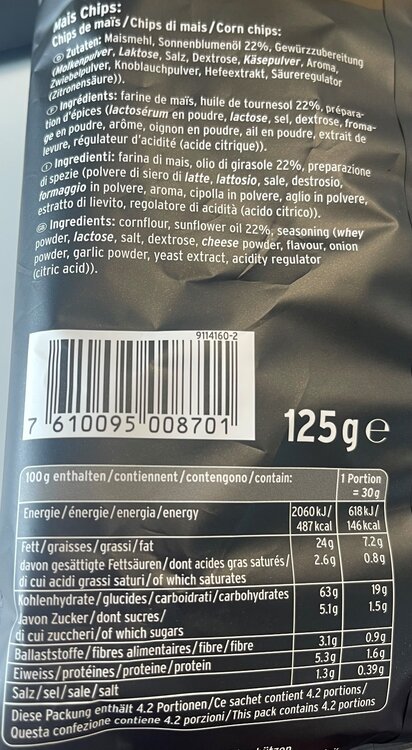 Mais Chips:
Chips de maïs/Chips di mais/Corn chips:
Zutaten: Maismehl, Sonnenblumenöl 22%, Gewürzzubereitung
(Molkenpulver, Laktose, Salz, Dextrose, Käsepulver, Aroma,
Zwiebelpulver, Knoblauchpulver, Hefeextrakt, Säureregulator
(Zitronensäure)).
Ingrédients: farine de maïs, huile de tournesol 22%, prépara-
tion d'épices (lactosérum en poudre, lactose, sel, dextrose, froma-
ge en poudre, arôme, oignon en poudre, ail en poudre, extrait de
levure, régulateur d'acidité (acide citrique)).
Ingredienti: farina di mais, olio di girasole 22%, preparazione
di spezie (polvere di siero di latte, lattosio, sale, destrosio,
formaggio in polvere, aroma, cipolla in polvere, aglio in polvere,
estratto di lievito, regolatore di acidità (acido citrico)).
Ingredients: cornflour, sunflower oil 22%, seasoning (whey
powder, lactose, salt, dextrose, cheese powder, flavour, onion
powder, garlic powder, yeast extract, acidity regulator
(citric acid)).
9114160-2
7 610095 008701
125g e
100g enthalten/contiennent/contengono/contain: 1 Portion = 30g
Energie/énergie/energia/energy 2060kJ/ 487kcal 618kJ/ 146kcal
Fett/graisses/grassi/fat 24g 7.2g
davon gesättigte Fettsäuren/dont acides gras saturés/ 2.6g 0.8g
di cui acidi grassi saturi/of which saturates
Kohlenhydrate/glucides/carboidrati/carbohydrates 63g 19g
davon Zucker/dont sucres/ 5.1g 1.5g
di cui zuccheri/of which sugars
Ballaststoffe/fibres alimentaires/fibre/fibre 3.1g 0.9g
Eiweiss/protéines/proteine/protein 5.3g 1.6g
Salz/sel/sale/salt 1.3g 0.39g
Diese Packung enthält 4.2 Portionen/Ce sachet contient 4.2 portions/
Questa confezione contiene 4.2 porzioni/This pack contains 4.2 portions